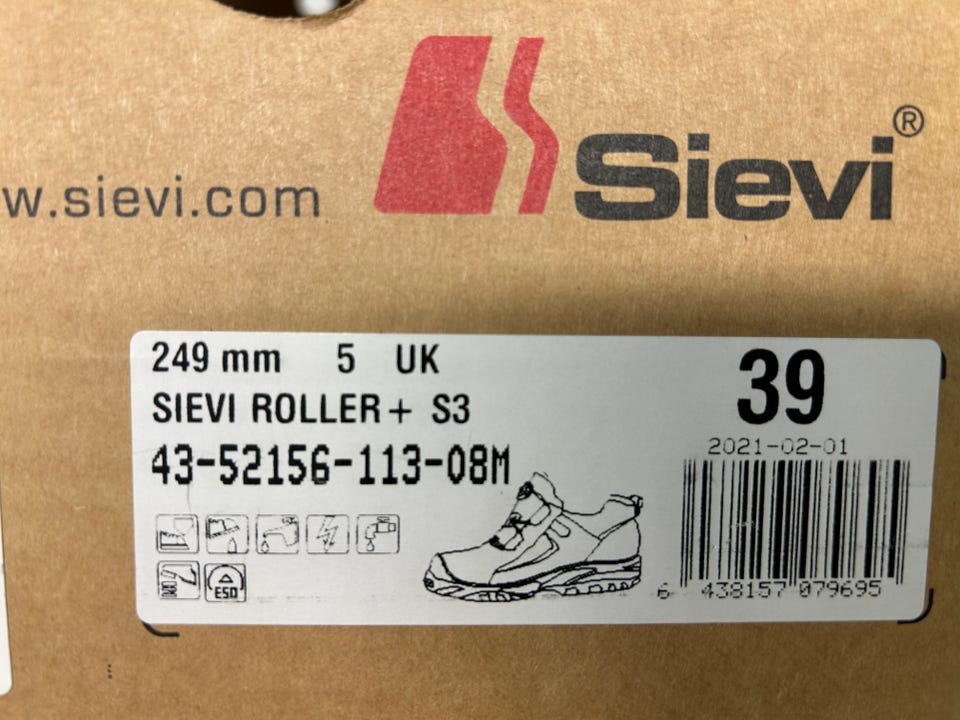 w.sievi.com
Sievi®
249 mm 5 UK
SIEVI ROLLER+ S3
43-52156-113-08M
39
2021-02-01
ESD
6 438157 079695